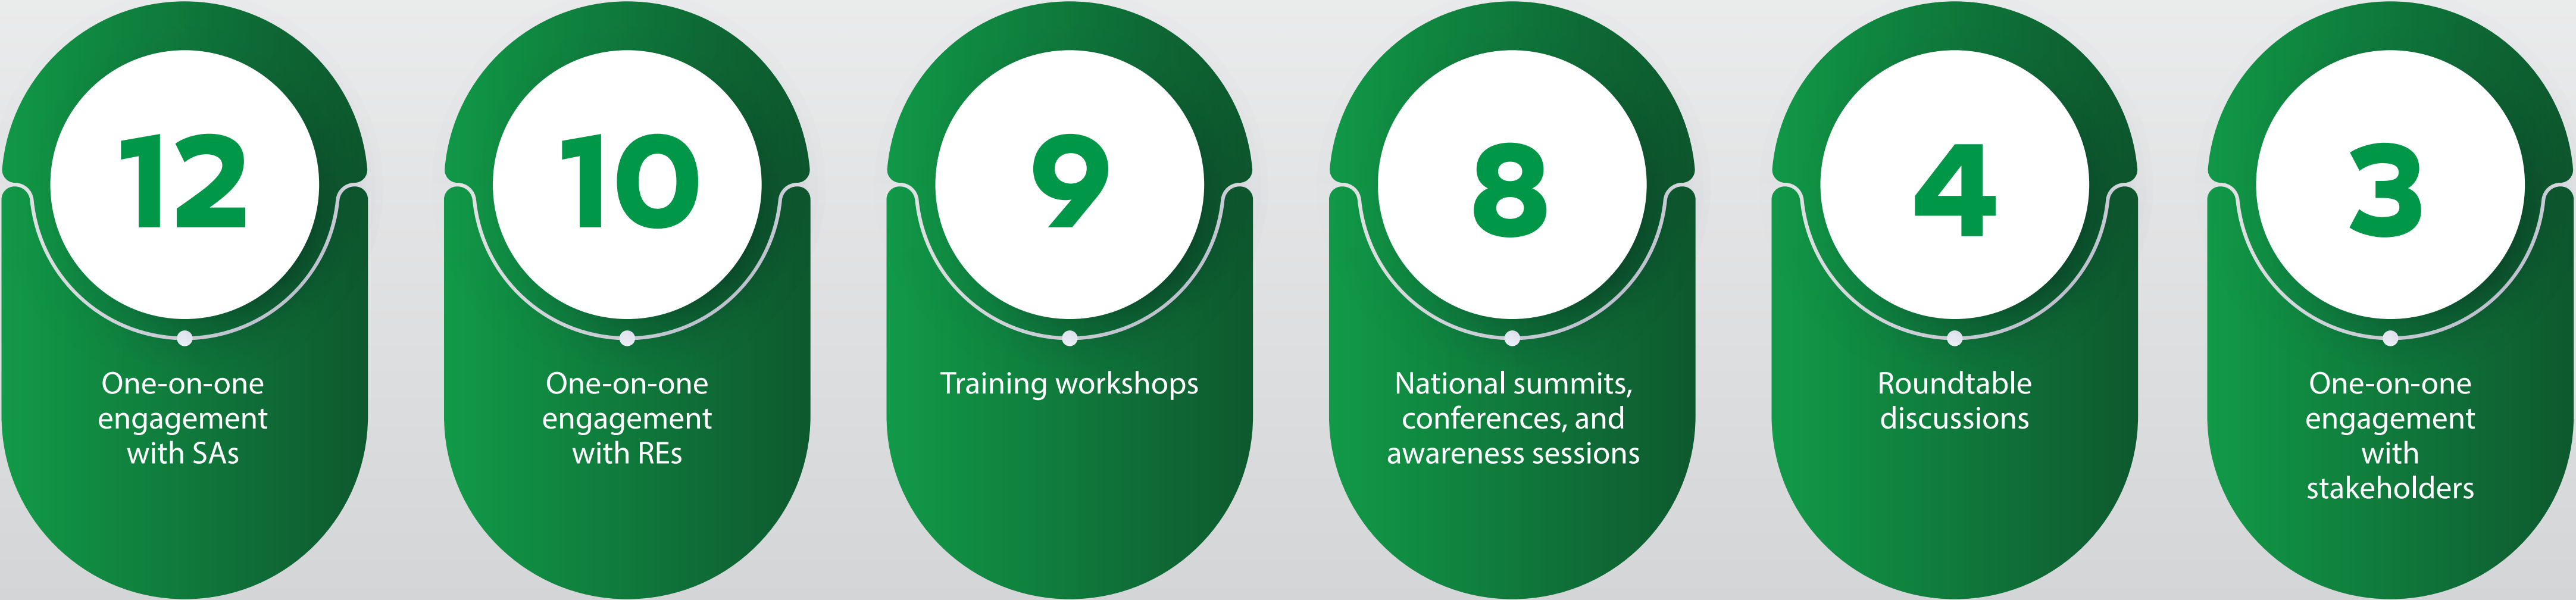 12
One-on-one
engagement
with SAs
10
One-on-one
engagement
with REs
9
Training workshops
8
National summits,
conferences, and
awareness sessions
4
Roundtable
discussions
3
One-on-one
engagement
with
stakeholders